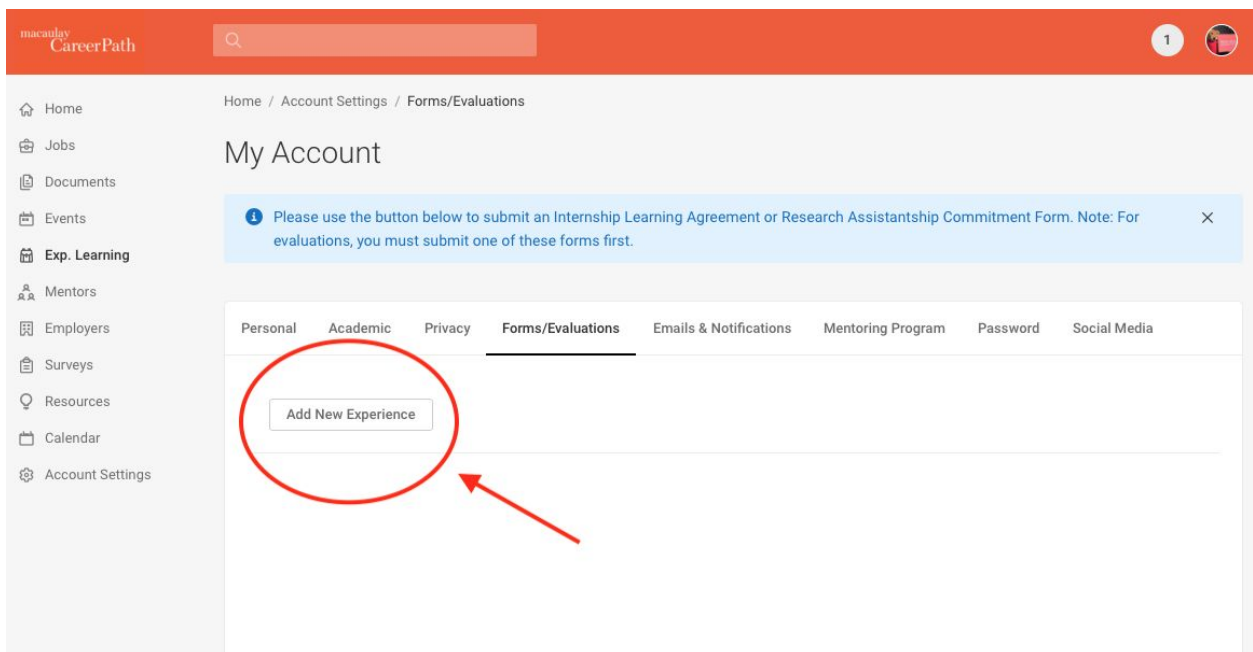 macaulay
CareerPath
1
Home
Jobs
Documents
Events
Exp. Learning
Mentors
Employers
Surveys
Resources
Calendar
Account Settings
Home / Account Settings / Forms/Evaluations
My Account
Please use the button below to submit an Internship Learning Agreement or Research Assistantship Commitment Form. Note: For
evaluations, you must submit one of these forms first.
Personal Academic Privacy Forms/Evaluations Emails & Notifications Mentoring Program Password Social Media
Add New Experience